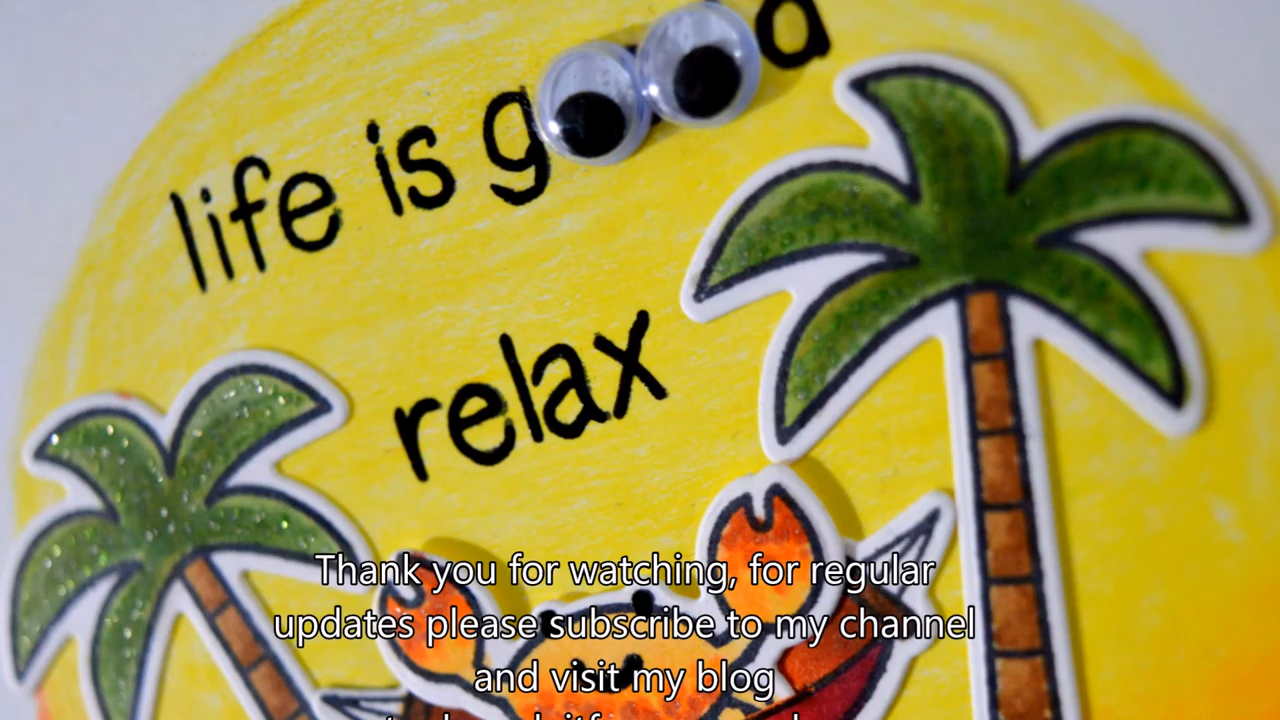 life is good
relax
Thank you for watching, for regular
updates please subscribe to my channel
and visit my blog